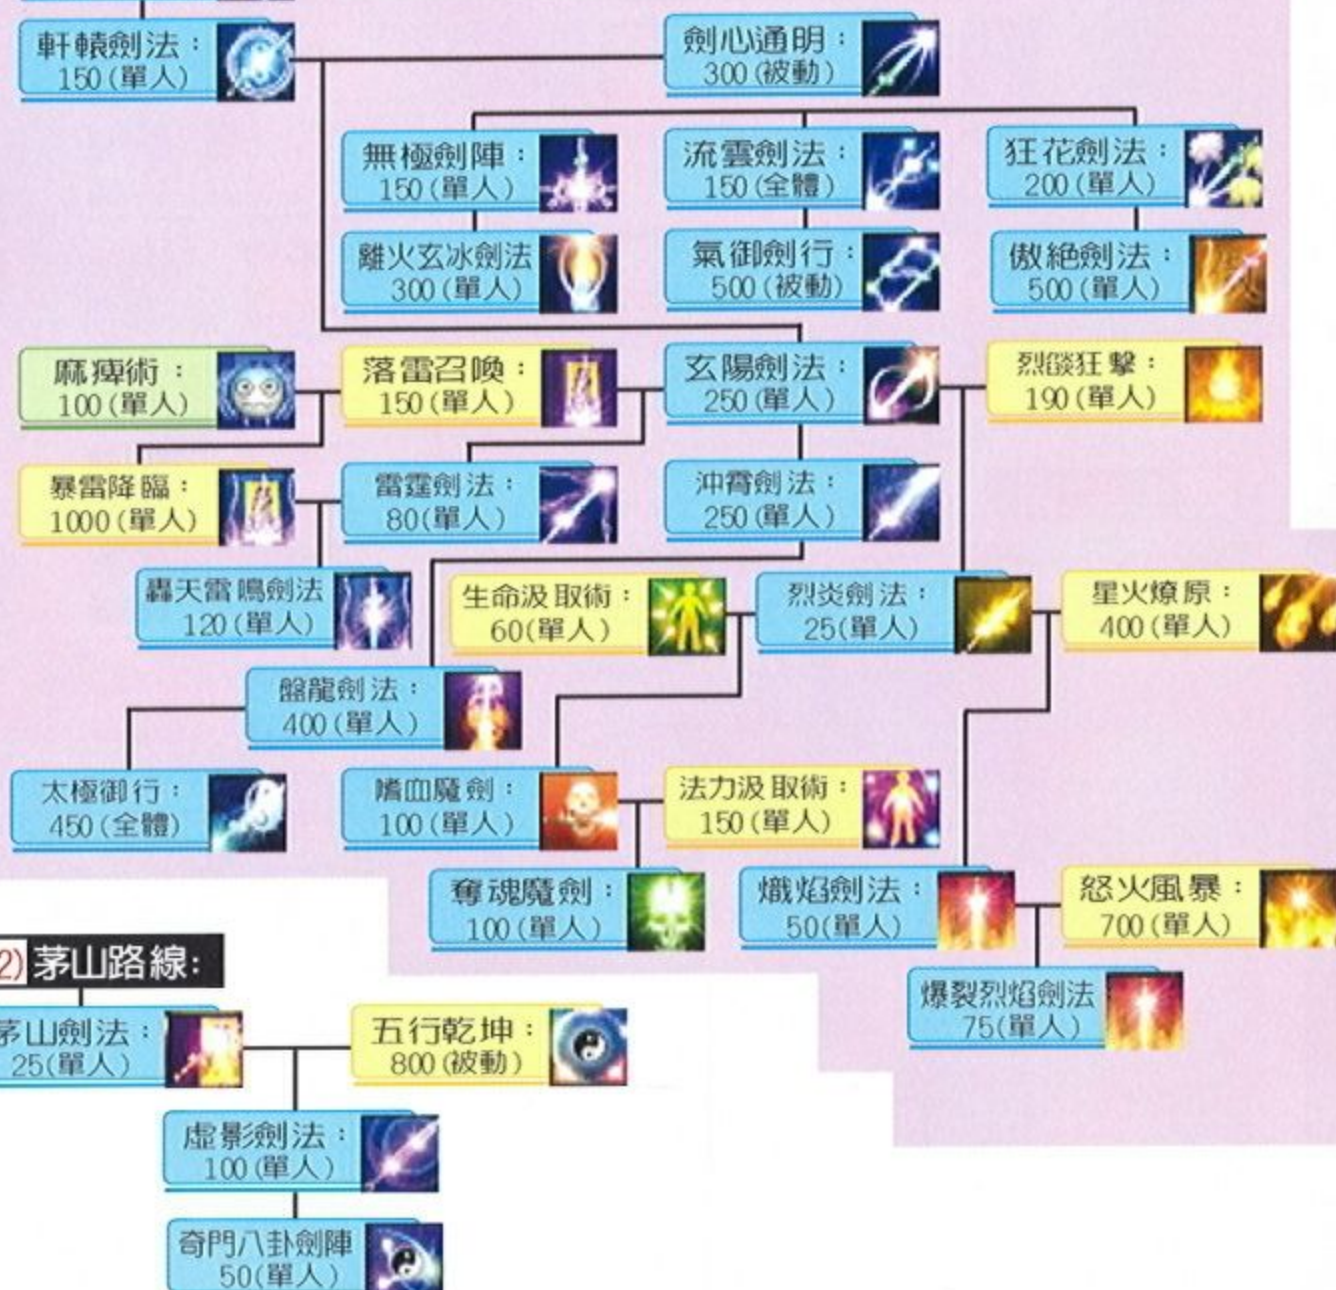 軒轅劍法：
150(單人)
劍心通明：
300(被動)
無極劍陣：
150(單人)
流雲劍法：
150(全體)
狂花劍法：
200(單人)
離火玄冰劍法
300(單人)
氣御劍行：
500(被動)
傲絕劍法：
500(單人)
麻痺術：
100(單人)
落雷召喚：
150(單人)
玄陽劍法：
250(單人)
烈燄狂擊：
190(單人)
暴雷降臨：
1000(單人)
雷霆劍法：
80(單人)
沖霄劍法：
250(單人)
轟天雷鳴劍法
120(單人)
生命汲取術：
60(單人)
烈炎劍法：
25(單人)
星火燎原：
400(單人)
盤龍劍法：
400(單人)
太極御行：
450(全體)
嗜血魔劍：
100(單人)
法力汲取術：
150(單人)
奪魂魔劍：
100(單人)
熾焰劍法：
50(單人)
怒火風暴：
700(單人)
爆裂烈焰劍法
75(單人)
2)茅山路線:
茅山劍法：
25(單人)
五行乾坤：
800(被動)
虛影劍法：
100(單人)
奇門八卦劍陣
50(單人)